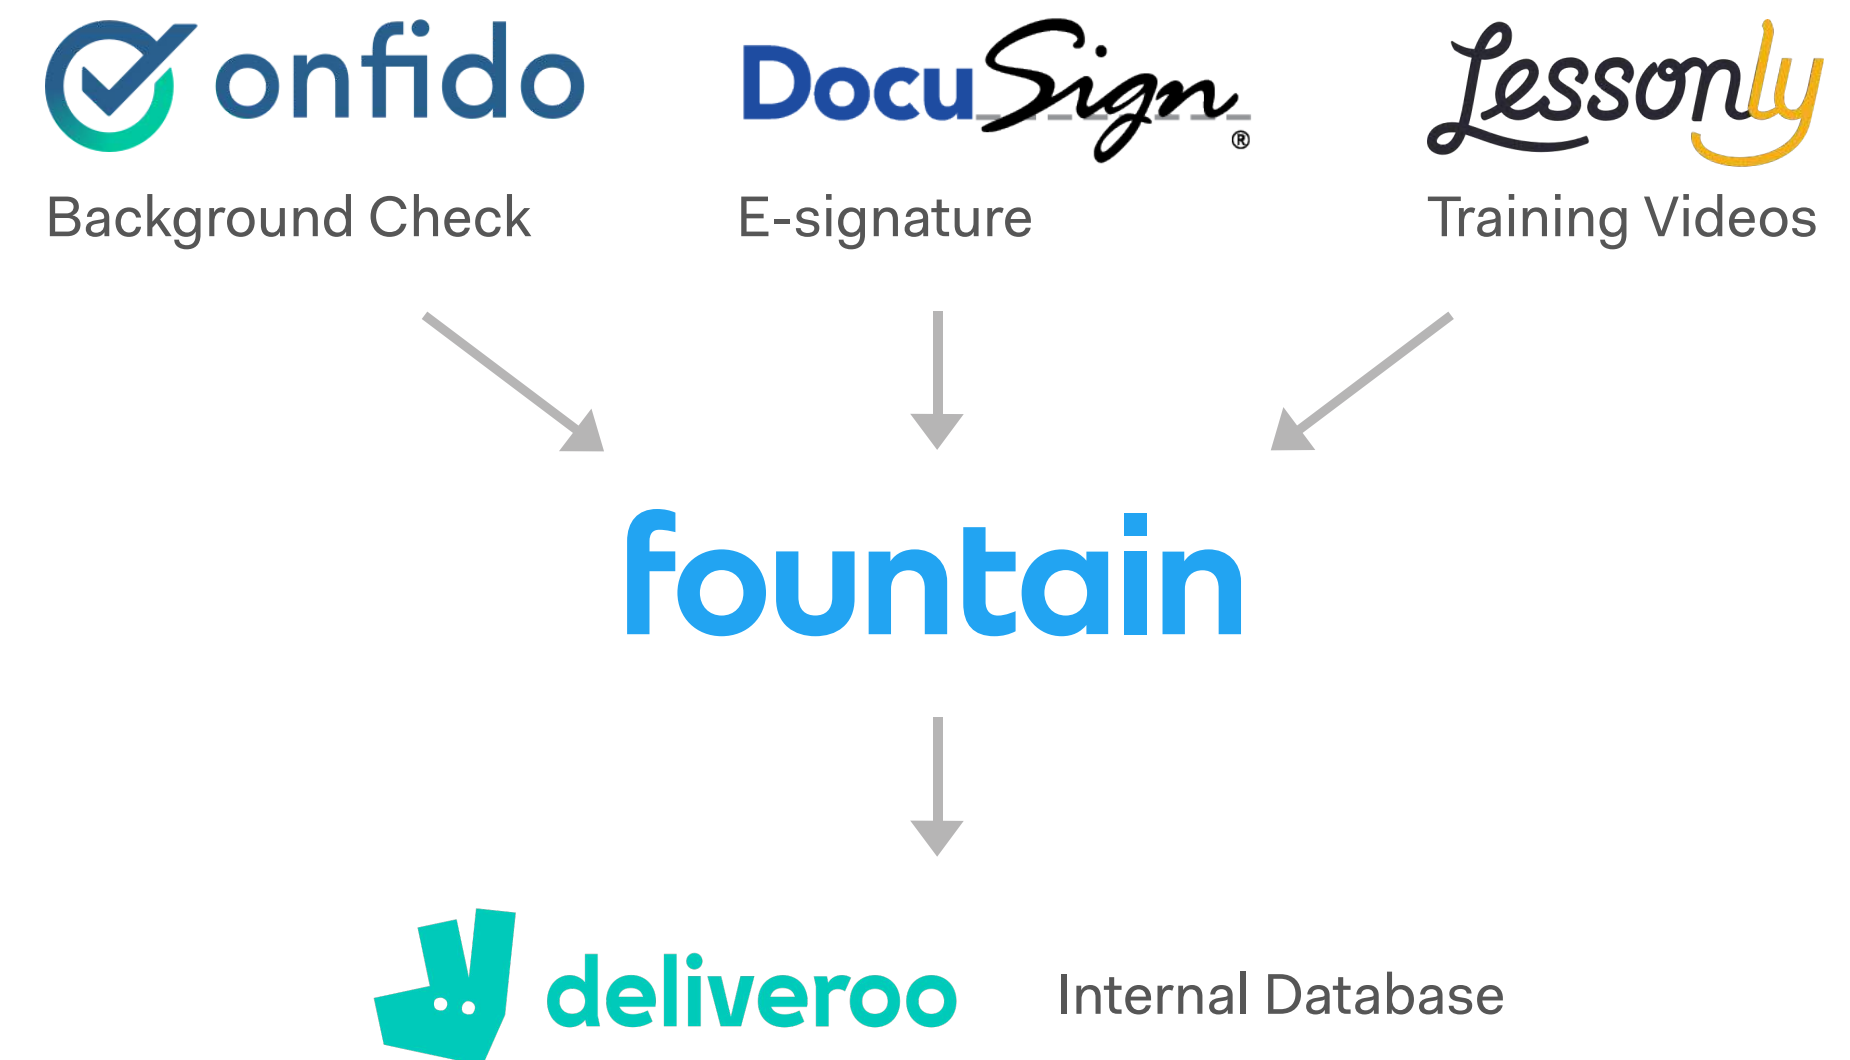 onfido
DocuSign®
Lessonly
Background Check
E-signature
Training Videos
fountain
deliveroo
Internal Database